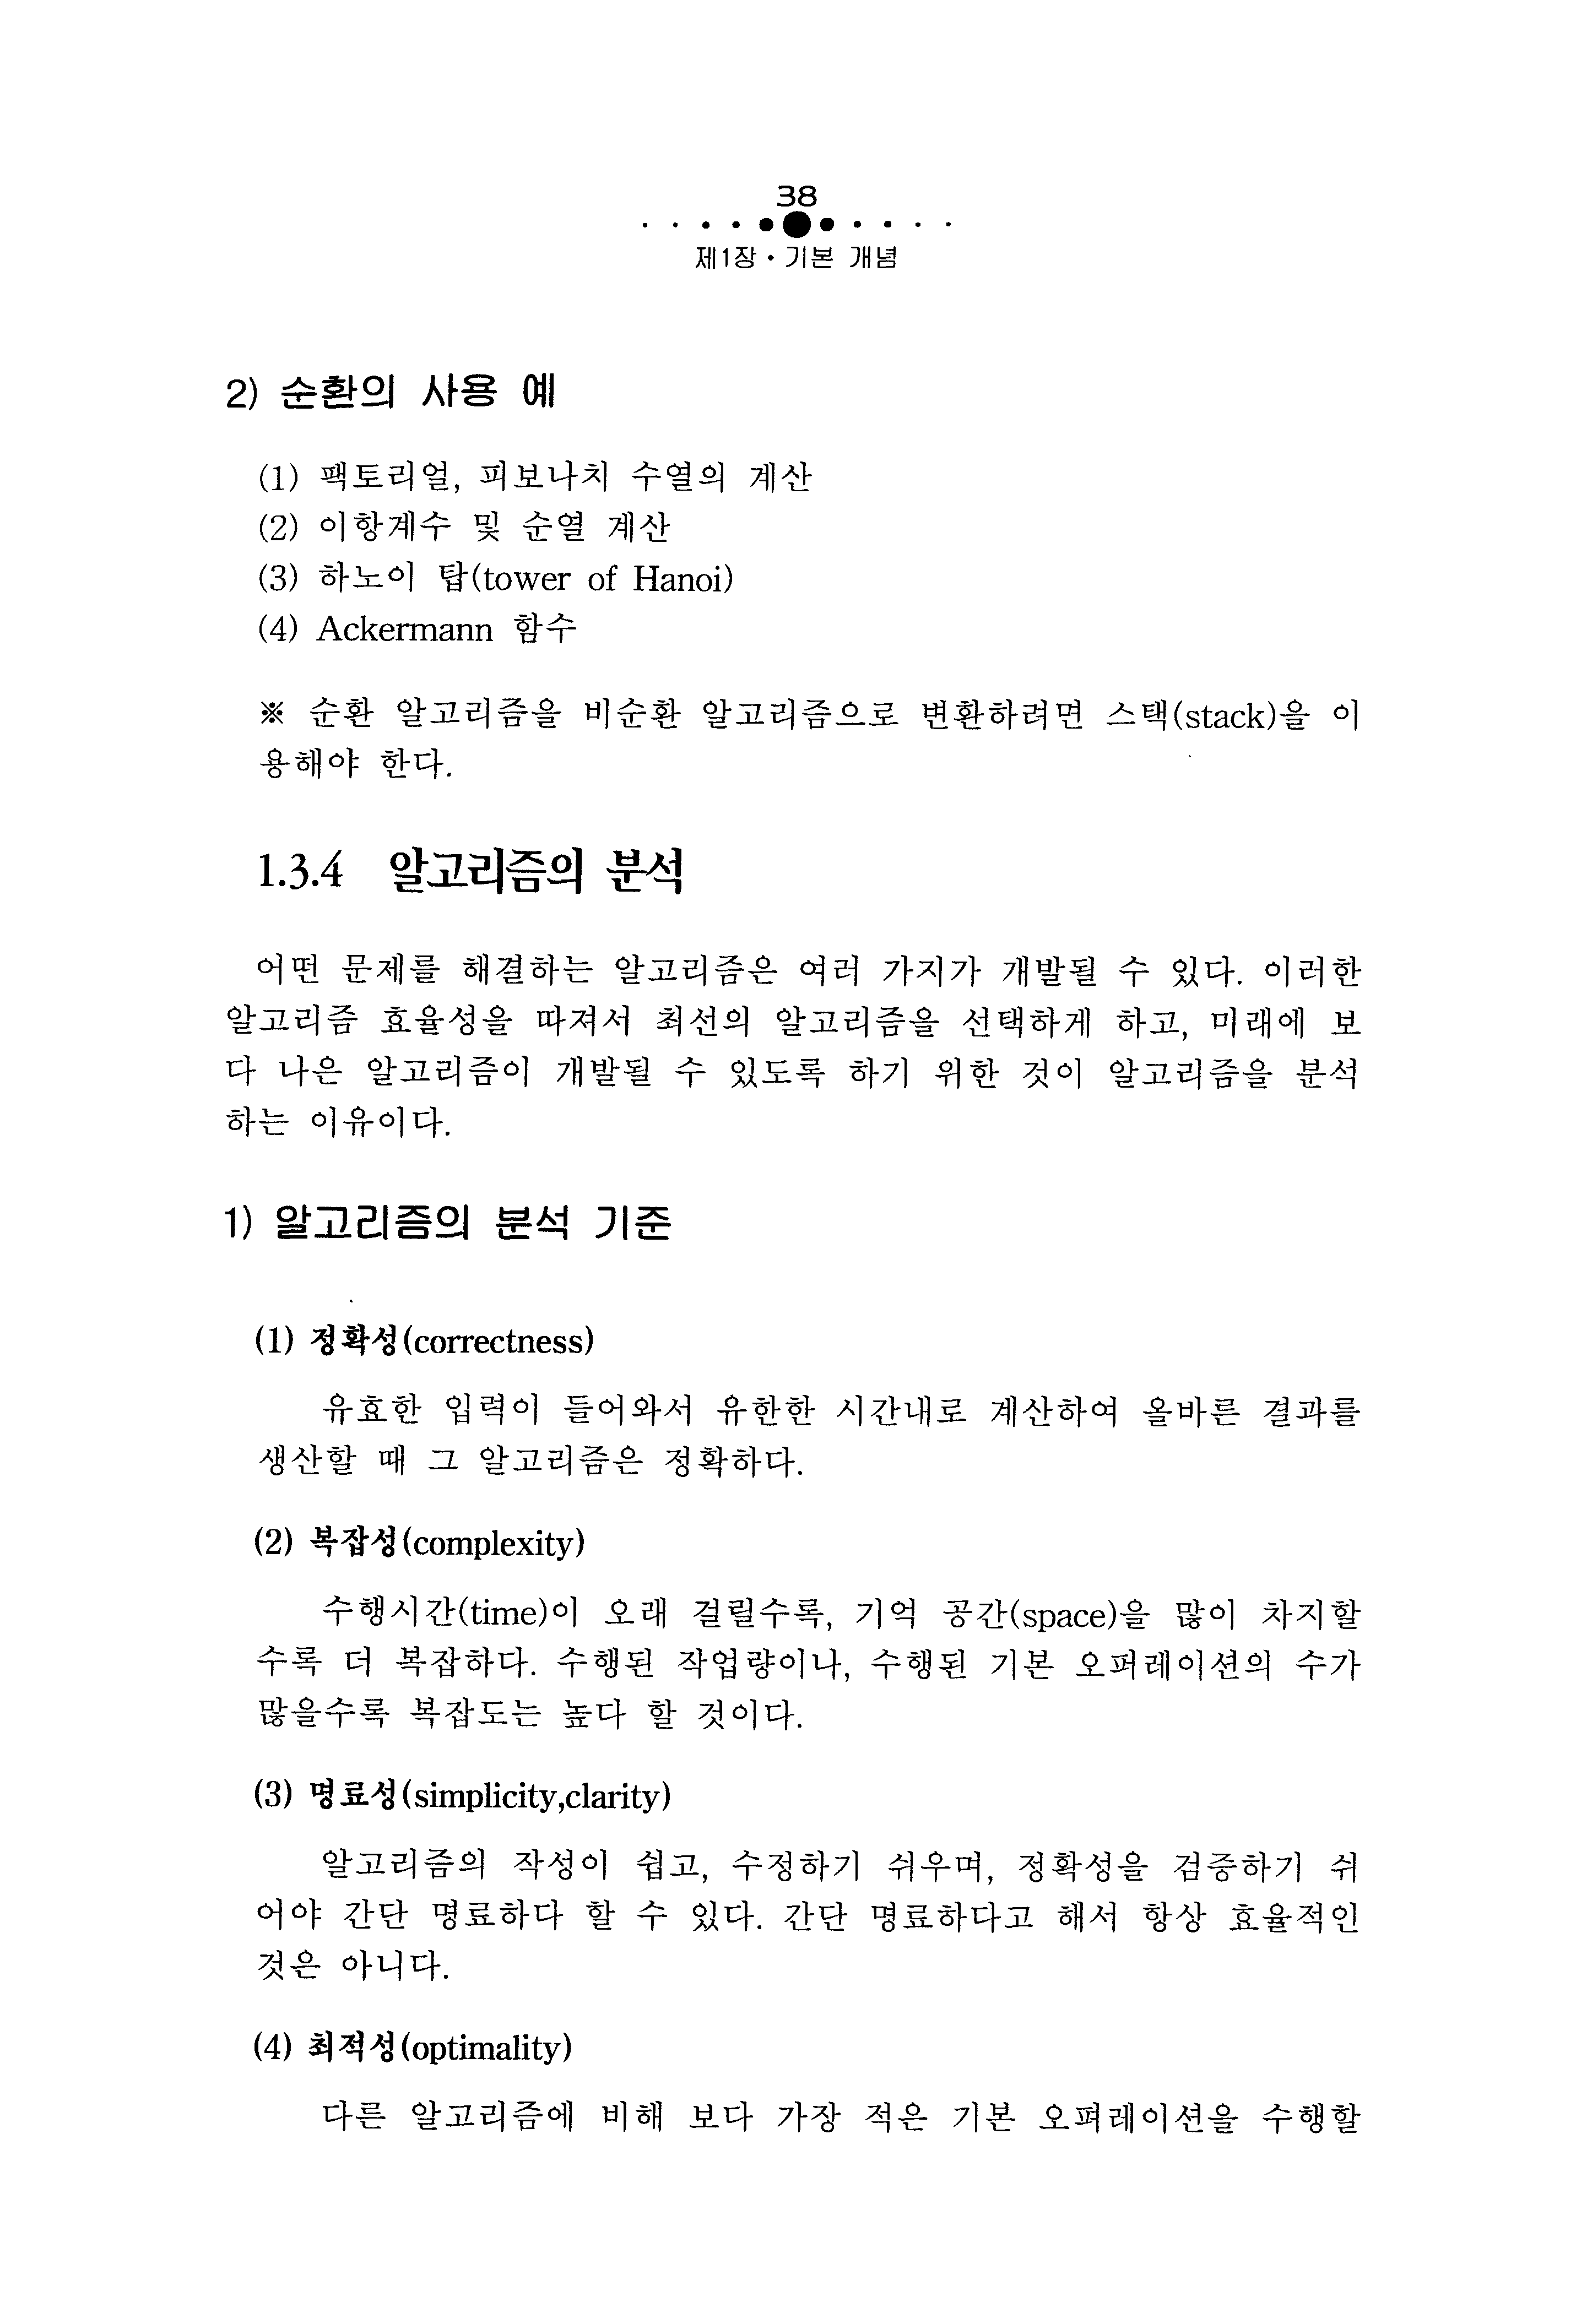 38
제1장 • 기본 개념
2) 순환의 사용 예
(1) 팩토리얼, 피보나치 수열의 계산
(2) 이항계수 및 순열 계산
(3) 하노이 탑(tower of Hanoi)
(4) Ackermann 함수
※ 순환 알고리즘을 비순환 알고리즘으로 변환하려면 스택(stack)을 이
용해야 한다.
1.3.4 알고리즘의 분석
어떤 문제를 해결하는 알고리즘은 여러 가지가 개발될 수 있다. 이러한
알고리즘 효율성을 따져서 최선의 알고리즘을 선택하게 하고, 미래에 보
다 나은 알고리즘이 개발될 수 있도록 하기 위한 것이 알고리즘을 분석
하는 이유이다.
1) 알고리즘의 분석 기준
(1) 정확성(correctness)
유효한 입력이 들어와서 유한한 시간내로 계산하여 올바른 결과를
생산할 때 그 알고리즘은 정확하다.
(2) 복잡성(complexity)
수행시간(time)이 오래 걸릴수록, 기억 공간(space)을 많이 차지할
수록 더 복잡하다. 수행된 작업량이나, 수행된 기본 오퍼레이션의 수가
많을수록 복잡도는 높다 할 것이다.
(3) 명료성(simplicity,clarity)
알고리즘의 작성이 쉽고, 수정하기 쉬우며, 정확성을 검증하기 쉬
어야 간단 명료하다 할 수 있다. 간단 명료하다고 해서 항상 효율적인
것은 아니다.
(4) 최적성(optimality)
다른 알고리즘에 비해 보다 가장 적은 기본 오펴레이션을 수행할